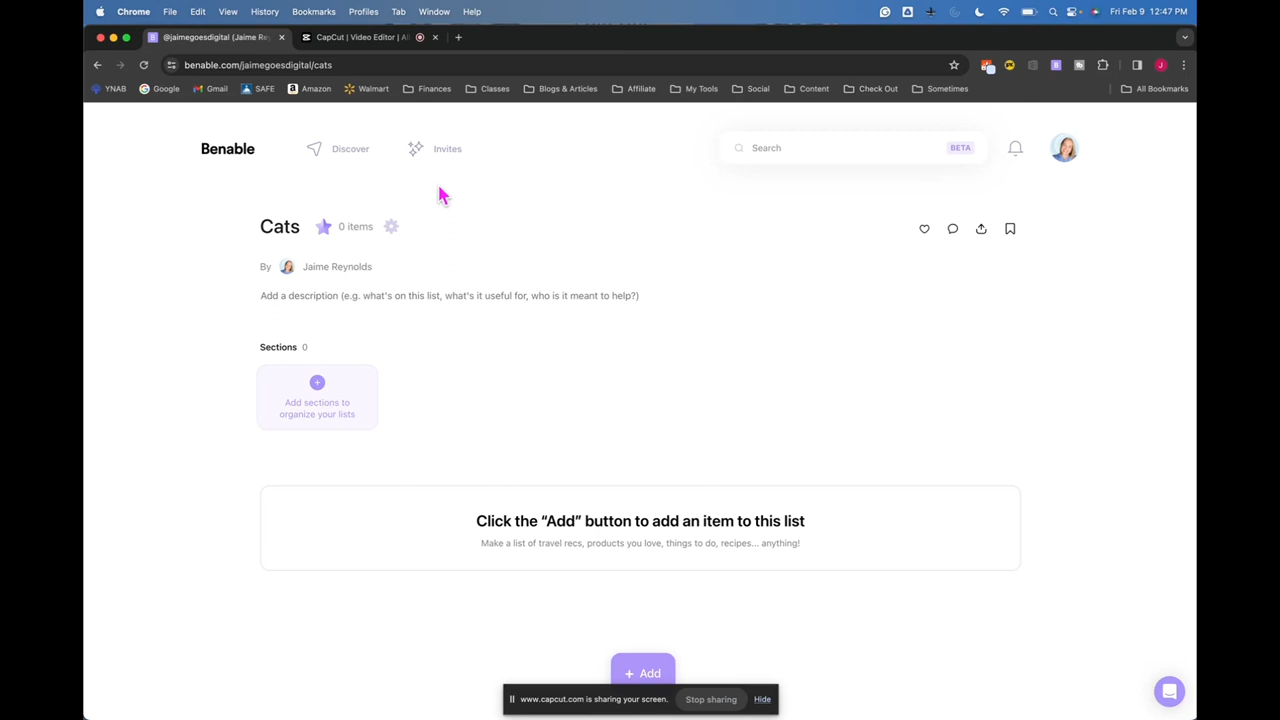 Chrome File Edit View History Bookmarks Profiles Tab Window Help Fri Feb 9 12:47 PM
@jaimegoesdigital (Jaime Re CapCut | Video Editor | Al
benable.com/jaimegoesdigital/cats
YNAB Google Gmail SAFE Amazon Walmart Finances Classes Blogs & Articles Affiliate My Tools Social Content Check Out Sometimes All Bookmarks
Benable Discover Invites Search BETA
Cats 0 items
By Jaime Reynolds
Add a description (e.g. what's on this list, what's it useful for, who is it meant to help?)
Sections 0
Add sections to
organize your lists
Click the “Add” button to add an item to this list
Make a list of travel recs, products you love, things to do, recipes... anything!
+ Add
www.capcut.com is sharing your screen. Stop sharing Hide